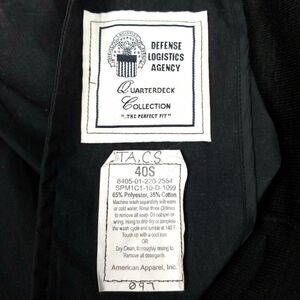 DEFENSE
LOGISTICS
AGENCY
QUARTERDECK
COLLECTION
"THE PERFECT FIT"
TA.C.S
40S
8405-01-220-2554
SPM1C1-10-D-1099
65% Polyester, 35% Cotton
Machine wash separately with warm
or cold water. Rinse three (3) times
to remove all soap. Do not spin or
wring. Hang to drip-dry or complete
the wash cycle and tumble at 140 F
Touch up with a cool iron
OR
Dry Clean, thoroughly rinsing to
Remove all detergents.
American Apparel, Inc.